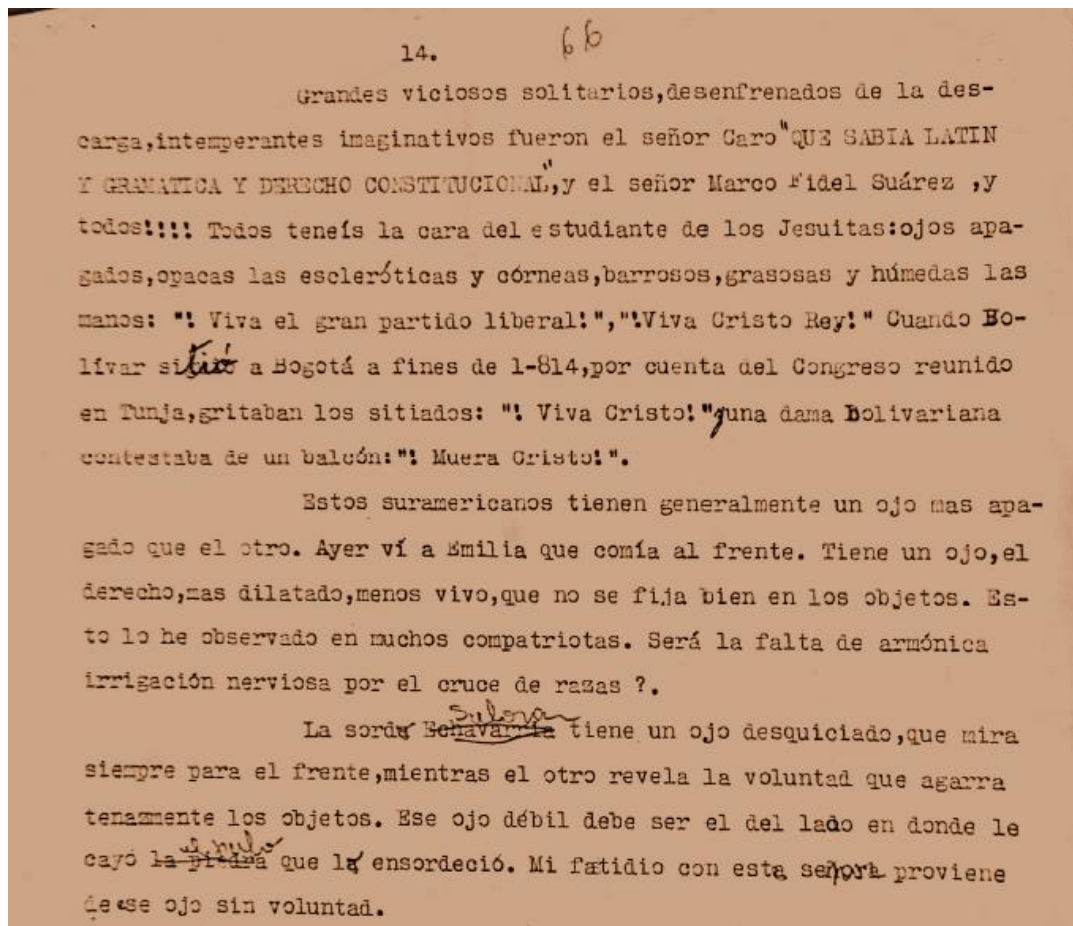 14. 66
Grandes viciosos solitarios,desenfrenados de la des-
carga,intemperantes imaginativos fueron el señor Caro"QUE SABIA LATIN
Y GRAMATICA Y DERECHO CONSTITUCIONAL",y el señor Marco Fidel Suárez ,y
todos!!!! Todos teneís la cara del estudiante de los Jesuitas:ojos apa-
gados,opacas las escleróticas y córneas,barrosos,grasosas y húmedas las
manos: "! Viva el gran partido liberal!","!Viva Cristo Rey!" Cuando Bo-
lívar sitió a Bogotá a fines de 1-814,por cuenta del Congreso reunido
en Tunja,gritaban los sitiados: "! Viva Cristo!"y una dama Bolivariana
contestaba de un balcón:"! Muera Cristo!".
Estos suramericanos tienen generalmente un ojo mas apa-
gado que el otro. Ayer ví a Emilia que comía al frente. Tiene un ojo,el
derecho,mas dilatado,menos vivo,que no se fija bien en los objetos. Es-
to lo he observado en muchos compatriotas. Será la falta de armónica
irrigación nerviosa por el cruce de razas ?.
La sorda Echavarría tiene un ojo desquiciado,que mira
siempre para el frente,mientras el otro revela la voluntad que agarra
tenazmente los objetos. Ese ojo débil debe ser el del lado en donde le
cayó la piedra que la ensordeció. Mi fatidio con esta señora proviene
de ese ojo sin voluntad.